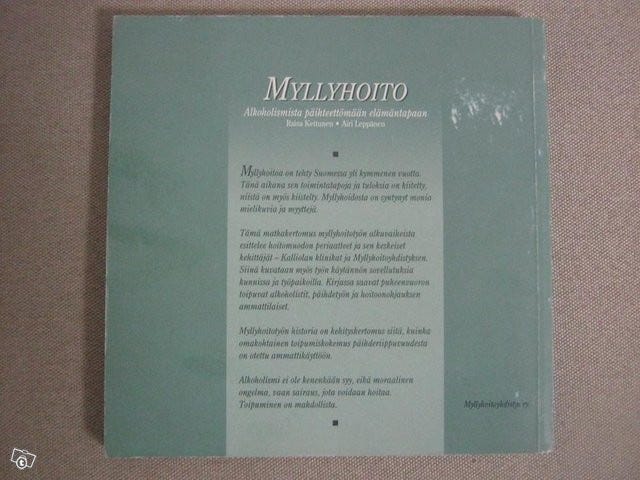 MYLLYHOITO
Alkoholismista päihteettömään elämäntapaan
Raisa Kettunen • Airi Leppänen
Myllyhoitoa on tehty Suomessa yli kymmenen vuotta.
Tänä aikana sen toimintatapoja ja tuloksia on kiitetty,
niistä on myös kiistelty. Myllyhoidosta on syntynyt monia
mielikuvia ja myyttejä.
Tämä matkakertomus myllyhoitotyön alkuvaiheista
esittelee hoitomuodon periaatteet ja sen keskeiset
kehittäjät – Kalliolan klinikat ja Myllyhoitoyhdistyksen.
Siinä kuvataan myös työn käytännön sovellutuksia
kunnissa ja työpaikoilla. Kirjassa saavat puheenvuoron
toipuvat alkoholistit, päihdetyön ja hoitoonohjauksen
ammattilaiset.
Myllyhoitotyön historia on kehityskertomus siitä, kuinka
omakohtainen toipumiskokemus päihderiippuvuudesta
on otettu ammattikäyttöön.
Alkoholismi ei ole kenenkään syy, eikä moraalinen
ongelma, vaan sairaus, jota voidaan hoitaa.
Toipuminen on mahdollista.
Myllyhoitoyhdistys ry